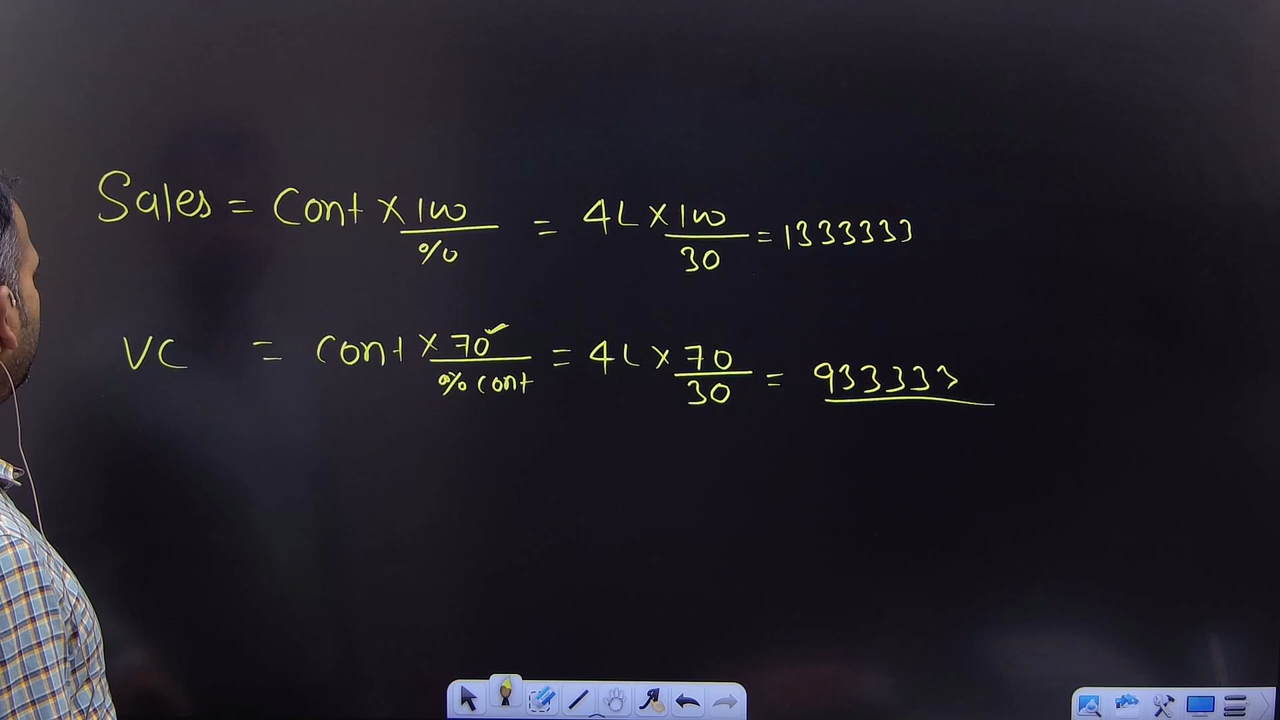 Sales = Cont × 100/% = 4L × 100/30 = 1333333
VC = Cont × 70/% Cont = 4L × 70/30 = 933333